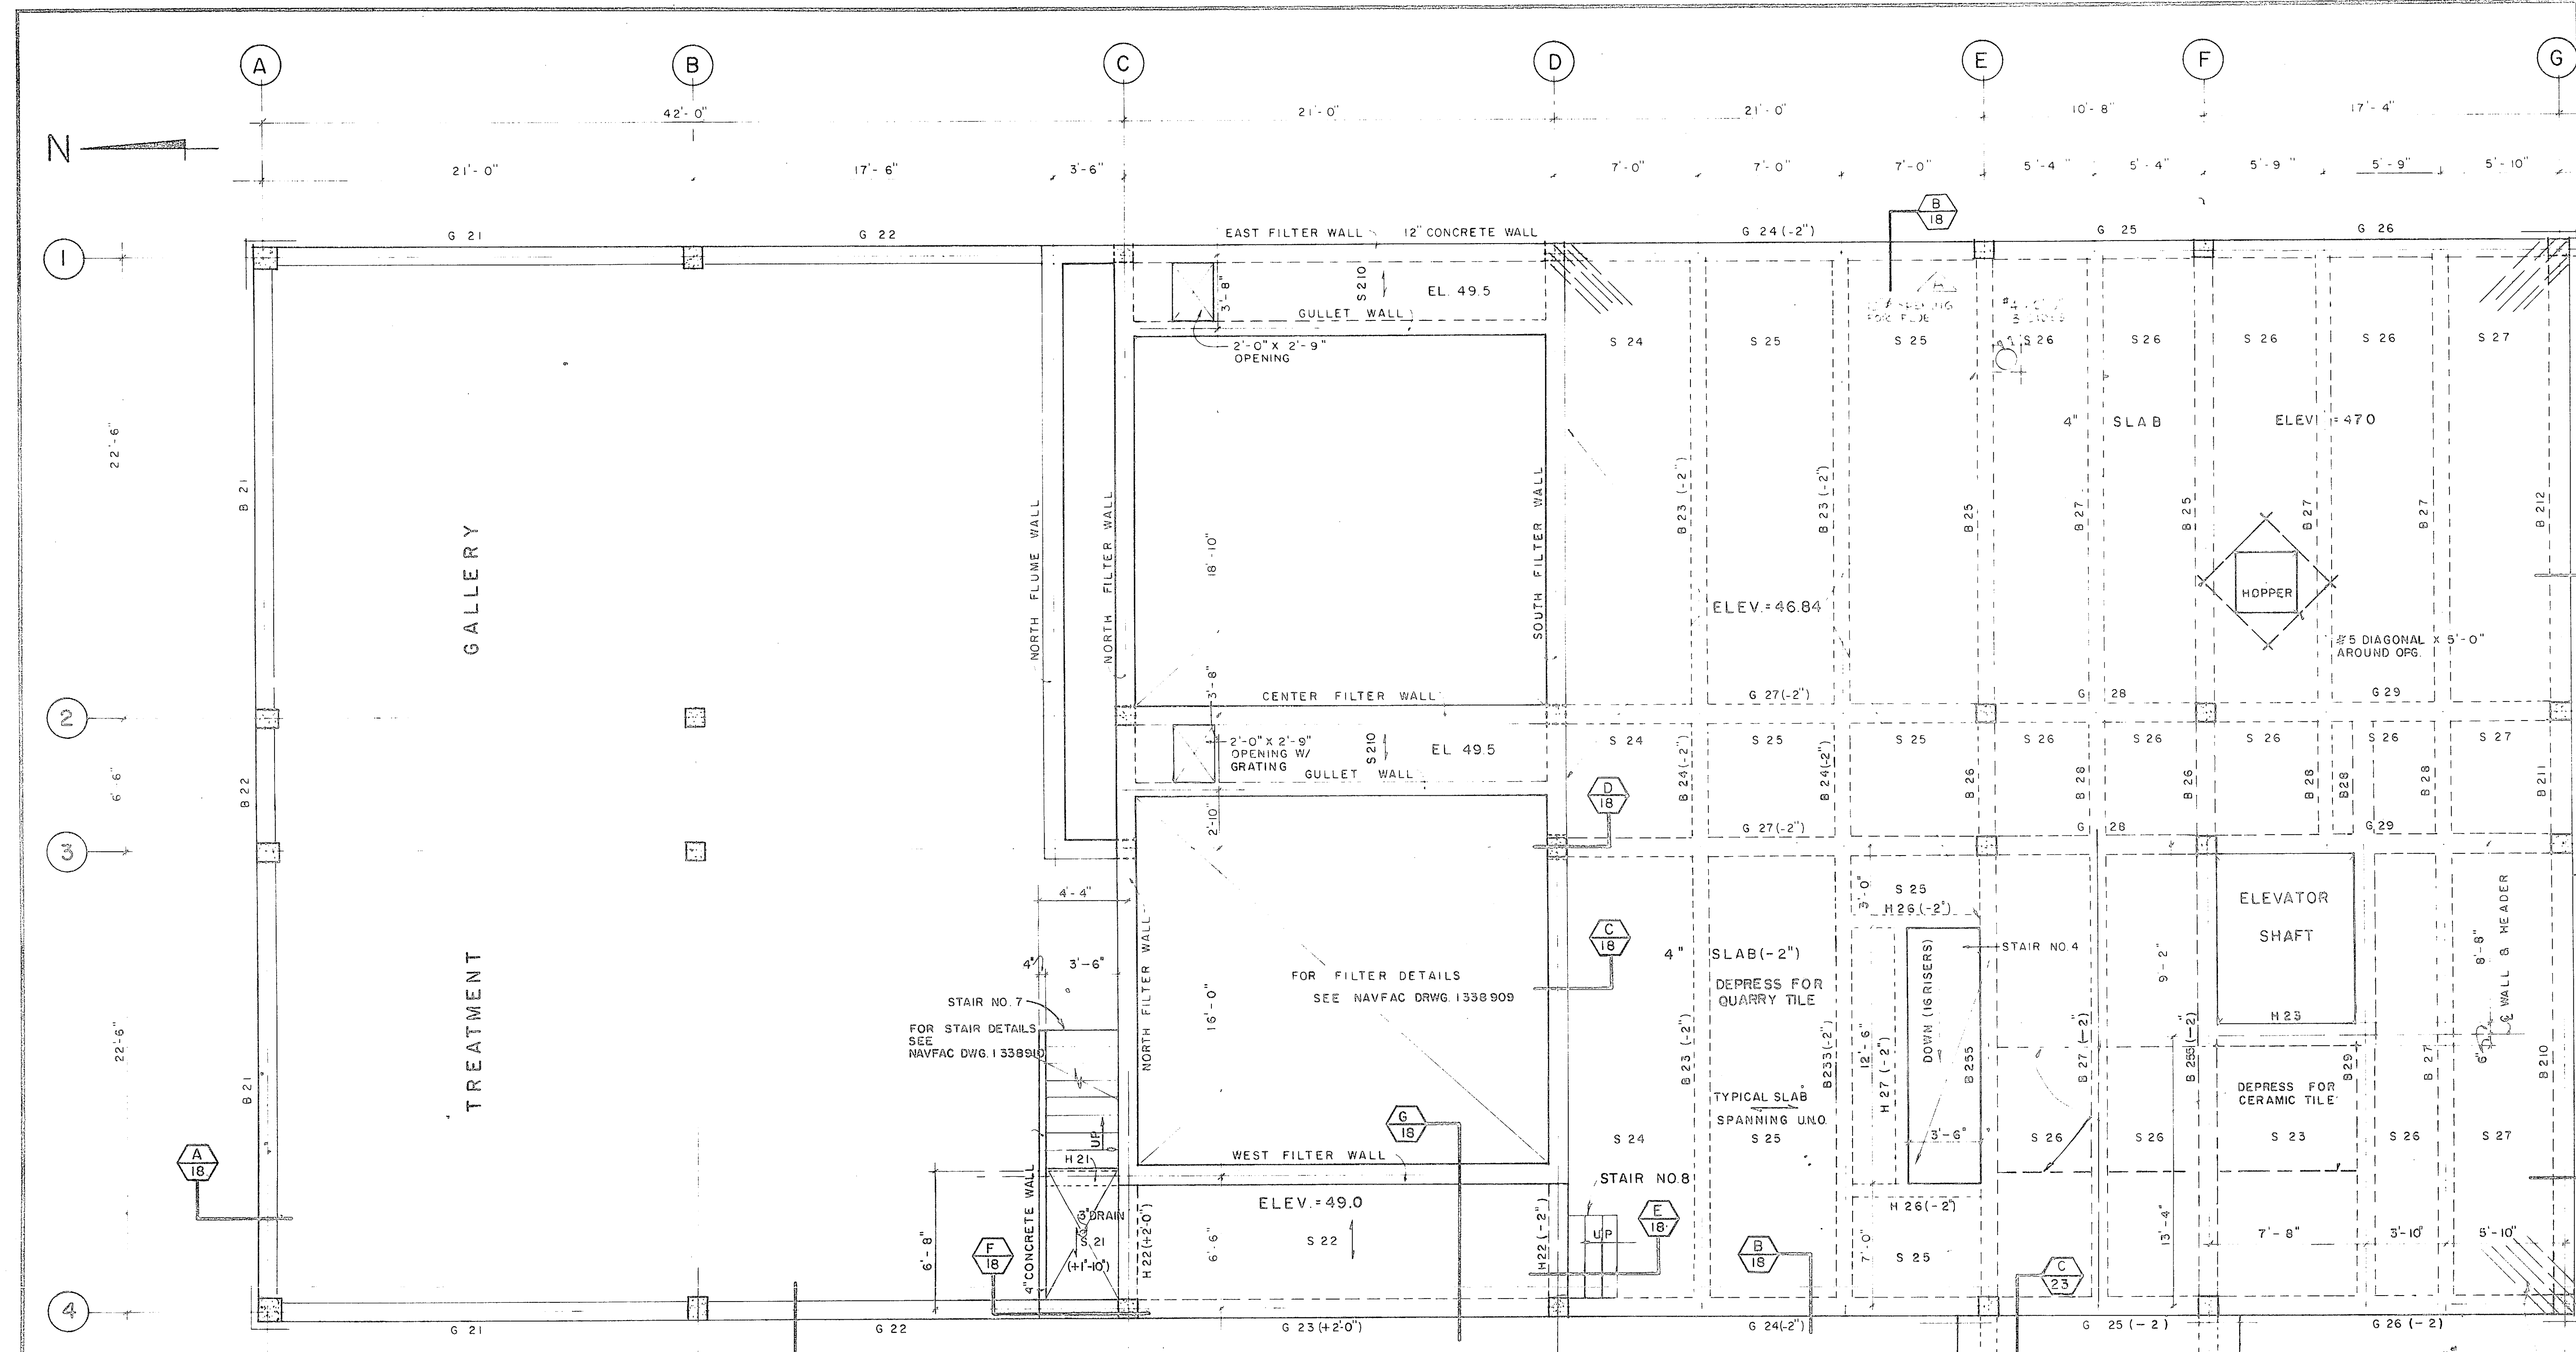 A
B
C
D
E
F
G
42'-0"
21'-0"
21'-0"
10'-8"
17'-4"
N
21'-0"
17'-6"
3'-6"
7'-0"
7'-0"
7'-0"
5'-4"
5'-4"
5'-9"
5'-9"
5'-10"
B
18
1
G 21
G 22
EAST FILTER WALL
12" CONCRETE WALL
G 24 (-2")
G 25
G 26
3'-8"
S 210
EL. 49.5
GULLET WALL
2'-0" X 2'-9"
OPENING
S 24
S 25
S 25
S 26
S 26
S 26
S 26
S 27
4" SLAB
ELEV. = 47.0
22'-6"
B 21
GALLERY
NORTH FLUME WALL
NORTH FILTER WALL
18'-10"
SOUTH FILTER WALL
B 23 (-2")
B 23 (-2")
B 25
B 27
B 25
B 27
B 27
B 212
HOPPER
ELEV. = 46.84
#5 DIAGONAL X 5'-0"
AROUND OPG.
2
CENTER FILTER WALL
3'-8"
G 27(-2")
G 28
G 29
2'-0" X 2'-9"
OPENING W/
GRATING
S 210
EL 49.5
GULLET WALL
S 24
S 25
S 25
S 26
S 26
S 26
S 26
S 27
6'-6"
B 22
D
18
B 24(-2")
B 24(-2")
B 26
B 28
B 26
B 28
B 28
B 28
B 211
2'-10"
G 27(-2")
G 28
G 29
3
4'-4"
3'-0"
S 25
H 26 (-2")
ELEVATOR
SHAFT
C
18
4" SLAB(-2")
DEPRESS FOR
QUARRY TILE
STAIR NO. 4
DOWN (16 RISERS)
9'-2"
8'-8"
℄ WALL & HEADER
4"
3'-6"
NORTH FILTER WALL
FOR FILTER DETAILS
SEE NAVFAC DRWG. 1338909
STAIR NO. 7
FOR STAIR DETAILS
SEE
NAVFAC DWG. 1338910
16'-0"
TREATMENT
22'-6"
B 21
H 23
B 23 (-2")
B 23 (-2")
12'-6"
H 27 (-2")
B 255
B 27 (-2)
B 255 (-2")
B 29
B 27
6"
B 210
DEPRESS FOR
CERAMIC TILE
TYPICAL SLAB
SPANNING U.N.O.
G
18
UP
H 21
WEST FILTER WALL
S 24
S 25
3'-6"
S 26
S 26
S 23
S 26
S 27
A
18
4" CONCRETE WALL
ELEV. = 49.0
STAIR NO. 8
3" DRAIN
S 21
(+1'-10")
H 22 (+2'-0")
6'-6"
S 22
H 22 (-2")
UP
E
18
B
18
H 26(-2")
7'-0"
S 25
13'-4"
7'-8"
3'-10"
5'-10"
6'-8"
F
18
C
23
4
G 21
G 22
G 23 (+2'-0")
G 24(-2")
G 25 (-2)
G 26 (-2)